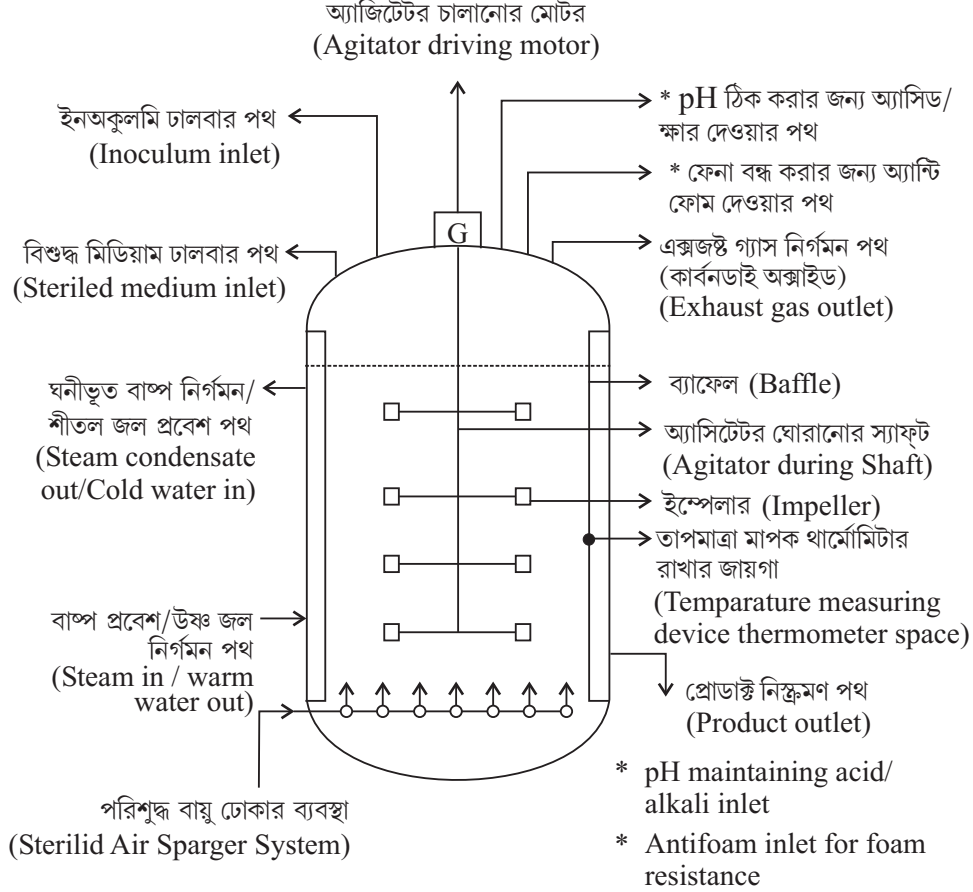 অ্যাজিটেটর চালানোর মোটর
(Agitator driving motor)
ইনঅকুলমি ঢালবার পথ
(Inoculum inlet)
* pH ঠিক করার জন্য অ্যাসিড/
ক্ষার দেওয়ার পথ
* ফেনা বন্ধ করার জন্য অ্যান্টি
ফোম দেওয়ার পথ
G
বিশুদ্ধ মিডিয়াম ঢালবার পথ
(Steriled medium inlet)
এক্সজষ্ট গ্যাস নির্গমন পথ
(কার্বনডাই অক্সাইড)
(Exhaust gas outlet)
ঘনীভূত বাষ্প নির্গমন/
শীতল জল প্রবেশ পথ
(Steam condensate
out/Cold water in)
ব্যাফেল (Baffle)
অ্যাসিটেটর ঘোরানোর স্যাফ্‌ট
(Agitator during Shaft)
ইম্পেলার (Impeller)
তাপমাত্রা মাপক থার্মোমিটার
রাখার জায়গা
(Temparature measuring
device thermometer space)
বাষ্প প্রবেশ/উষ্ণ জল
নির্গমন পথ
(Steam in / warm
water out)
প্রোডাক্ট নিস্ক্রমণ পথ
(Product outlet)
পরিশুদ্ধ বায়ু ঢোকার ব্যবস্থা
(Sterilid Air Sparger System)
* pH maintaining acid/
alkali inlet
* Antifoam inlet for foam
resistance